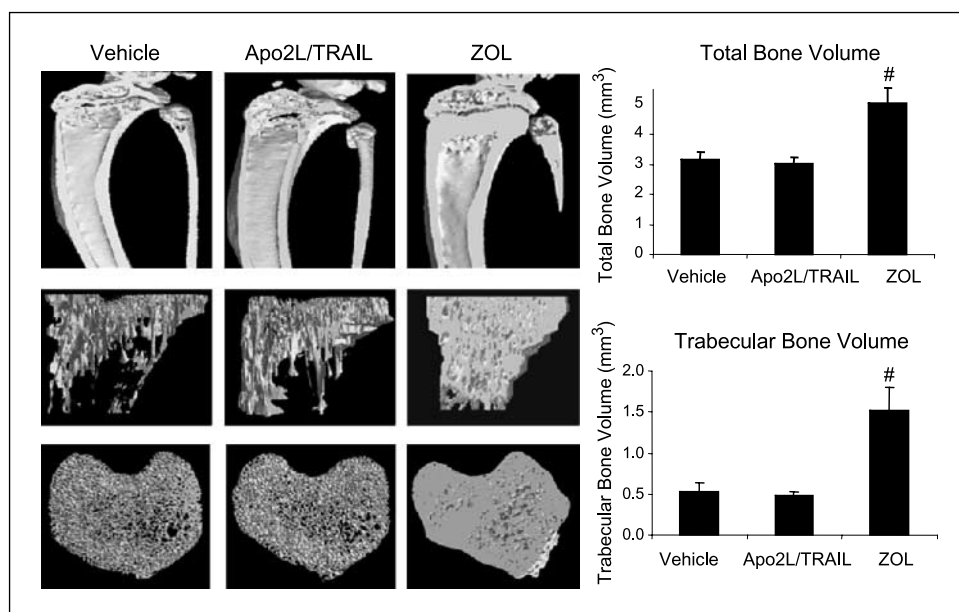 Vehicle
Apo2L/TRAIL
ZOL
Total Bone Volume
Total Bone Volume (mm³)
#
5
4
3
2
1
0
Vehicle
Apo2L/TRAIL
ZOL
Trabecular Bone Volume
Trabecular Bone Volume (mm³)
#
2.0
1.5
1.0
0.5
0.0
Vehicle
Apo2L/TRAIL
ZOL